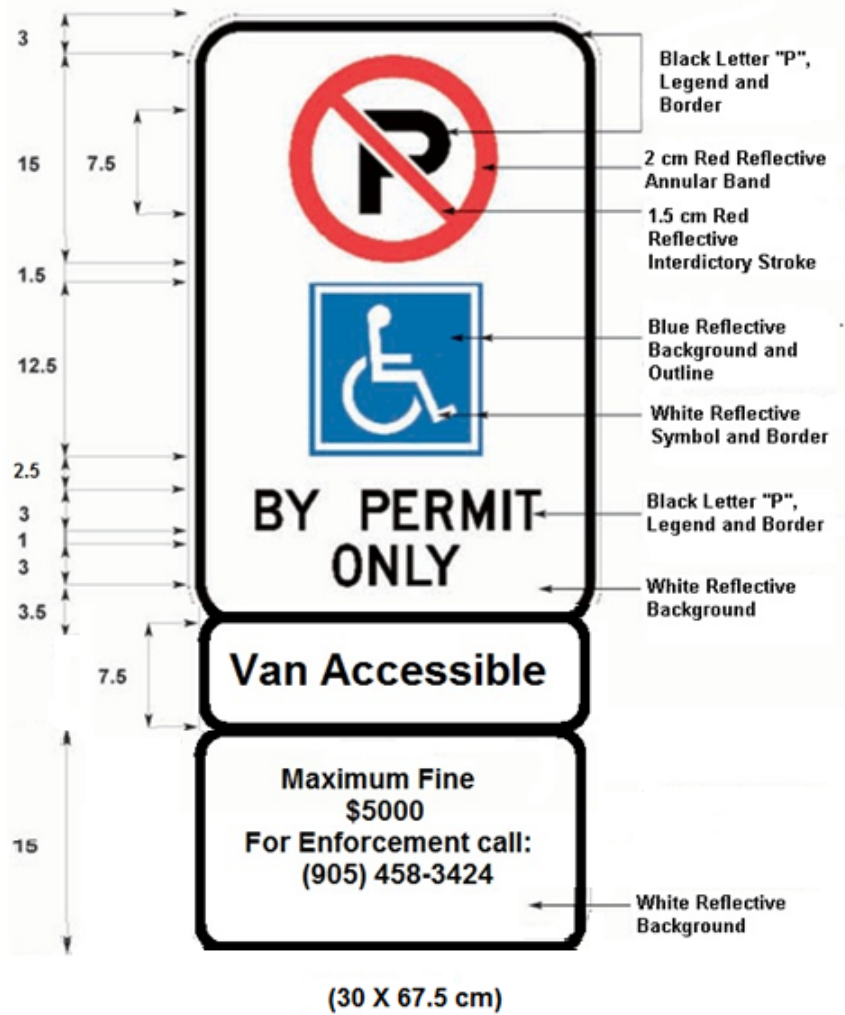 3
15
7.5
1.5
12.5
2.5
3
1
3
3.5
7.5
15
P
BY PERMIT
ONLY
Van Accessible
Maximum Fine
$5000
For Enforcement call:
(905) 458-3424
Black Letter "P",
Legend and
Border
2 cm Red Reflective
Annular Band
1.5 cm Red
Reflective
Interdictory Stroke
Blue Reflective
Background and
Outline
White Reflective
Symbol and Border
Black Letter "P",
Legend and Border
White Reflective
Background
White Reflective
Background
(30 X 67.5 cm)